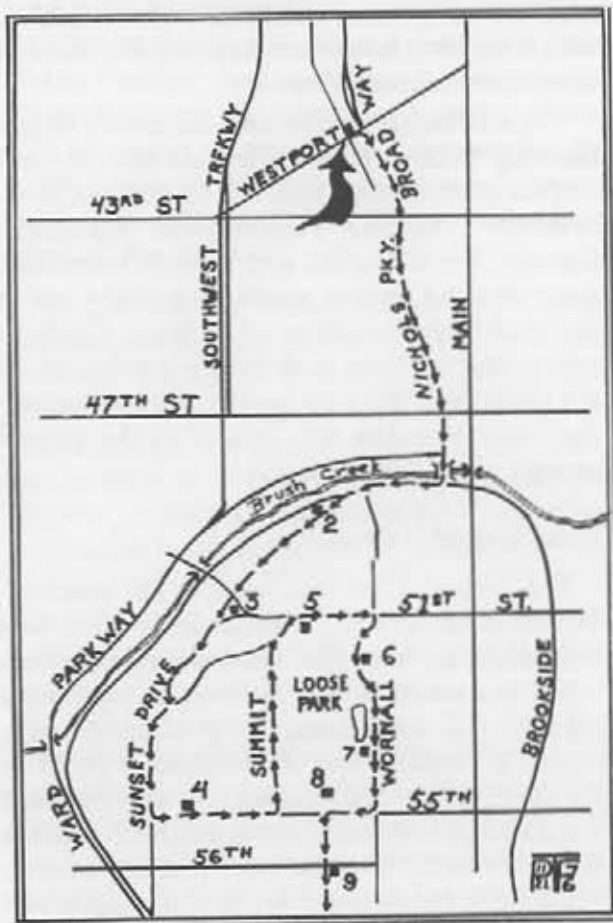 WAY
BROAD
WESTPORT
TRFKWY
43RD ST
SOUTHWEST
NICHOLS PKY.
MAIN
47TH ST
Brush Creek
2
3
5
51ST ST.
PARKWAY
6
DRIVE
LOOSE
PARK
SUMMIT
WORNALL
BROOKSIDE
7
SUNSET
4
8
55TH
WARD
56TH
9